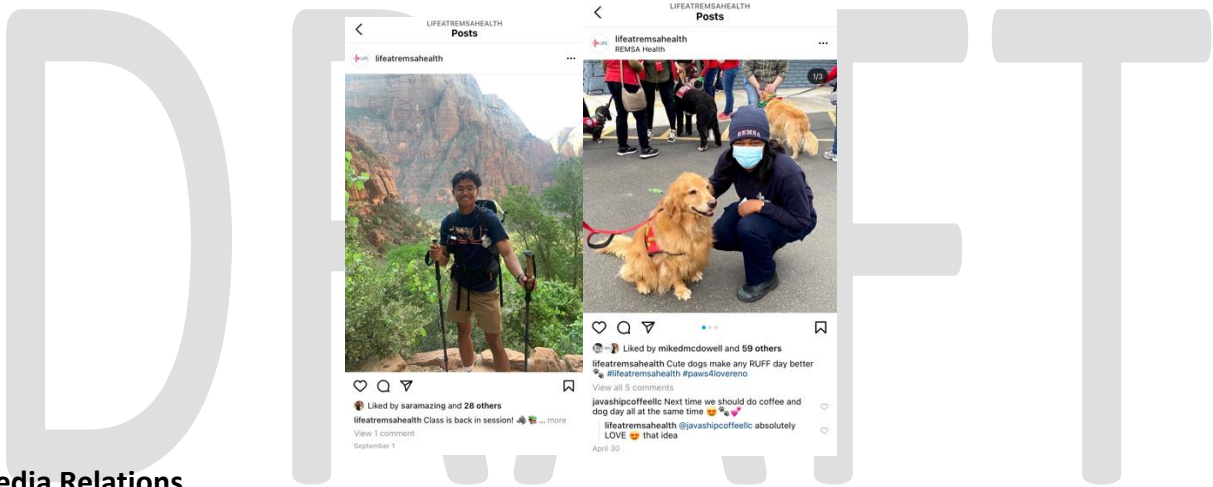 DRAFT
LIFEATREMSAHEALTH
Posts
lifeatremsahealth
Liked by saramazing and 28 others
lifeatremsahealth Class is back in session! ... more
View 1 comment
September 1
LIFEATREMSAHEALTH
Posts
lifeatremsahealth
REMSA Health
1/3
REMSA
Liked by mikedmcdowell and 59 others
lifeatremsahealth Cute dogs make any RUFF day better
🐾 #lifeatremsahealth #paws4lovereno
View all 5 comments
javashipcoffeellc Next time we should do coffee and
dog day all at the same time 😍🐾💕
lifeatremsahealth @javashipcoffeellc absolutely
LOVE 😍 that idea
April 30
edia Relations